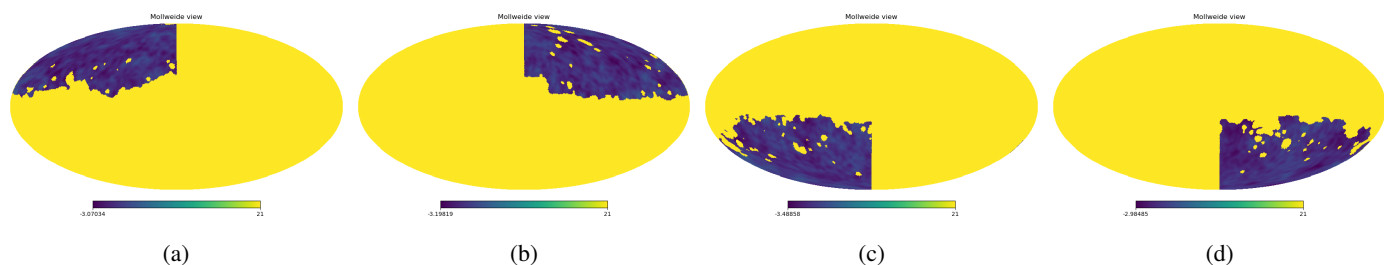 Mollweide view
-3.07034 21
(a)
Mollweide view
-3.19819 21
(b)
Mollweide view
-3.48858 21
(c)
Mollweide view
-2.98485 21
(d)